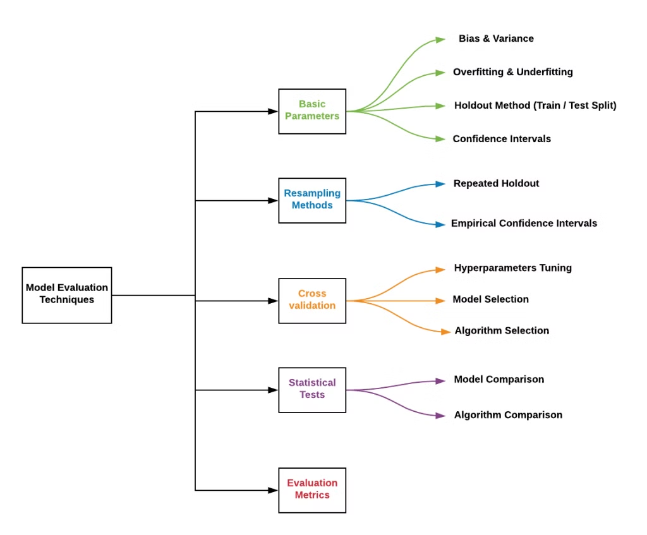 Bias & Variance
Overfitting & Underfitting
Basic
Parameters
Holdout Method (Train / Test Split)
Confidence Intervals
Resampling
Methods
Repeated Holdout
Empirical Confidence Intervals
Model Evaluation
Techniques
Cross
validation
Hyperparameters Tuning
Model Selection
Algorithm Selection
Statistical
Tests
Model Comparison
Algorithm Comparison
Evaluation
Metrics